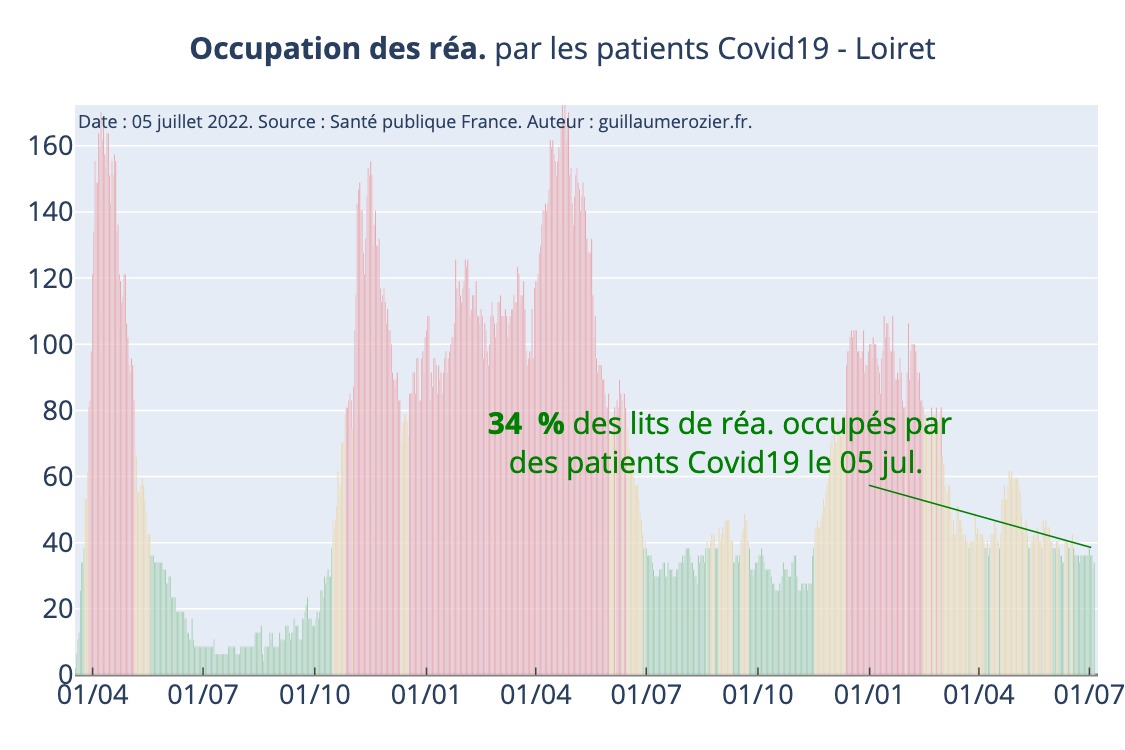 Occupation des réa. par les patients Covid19 - Loiret
Date : 05 juillet 2022. Source : Santé publique France. Auteur : guillaumerozier.fr.
160
140
120
100
80
34 % des lits de réa. occupés par
des patients Covid19 le 05 jul.
60
40
20
0
01/04 01/07 01/10 01/01 01/04 01/07 01/10 01/01 01/04 01/07